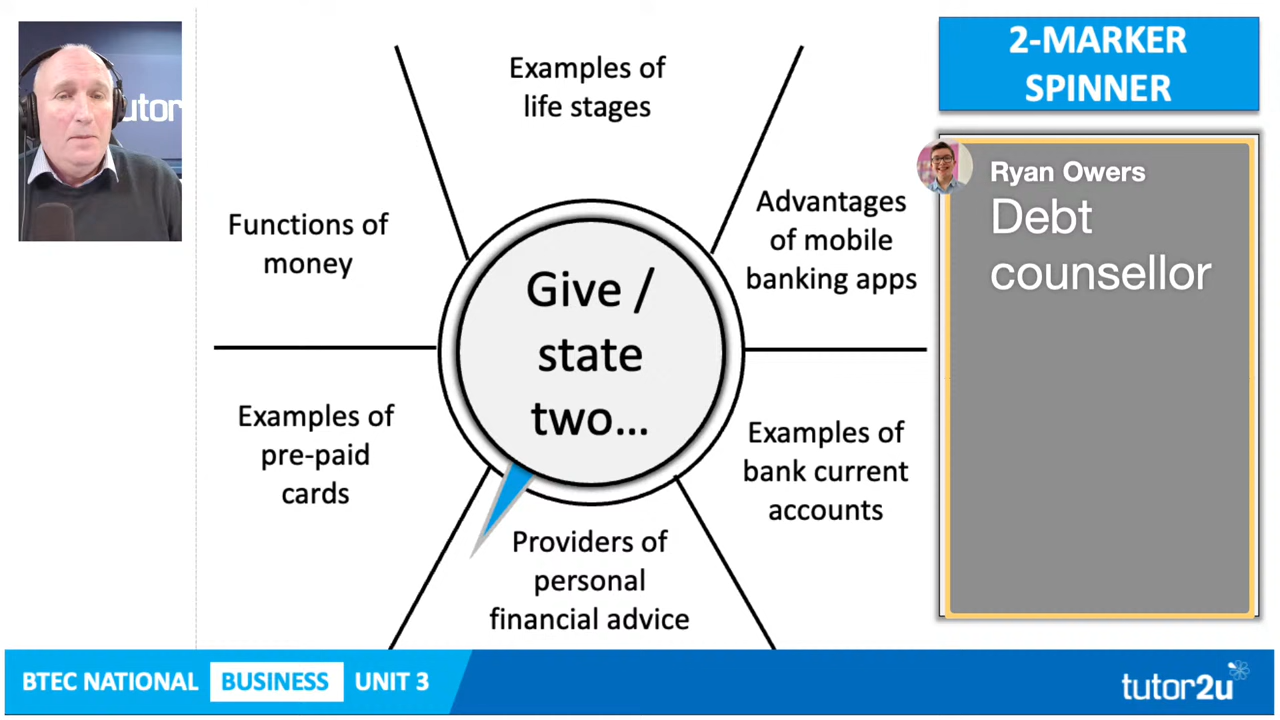 utor
Examples of
life stages
Functions of
money
Advantages
of mobile
banking apps
Give /
state
two...
Examples of
pre-paid
cards
Examples of
bank current
accounts
Providers of
personal
financial advice
2-MARKER
SPINNER
Ryan Owers
Debt
counsellor
BTEC NATIONAL BUSINESS UNIT 3
tutor2u